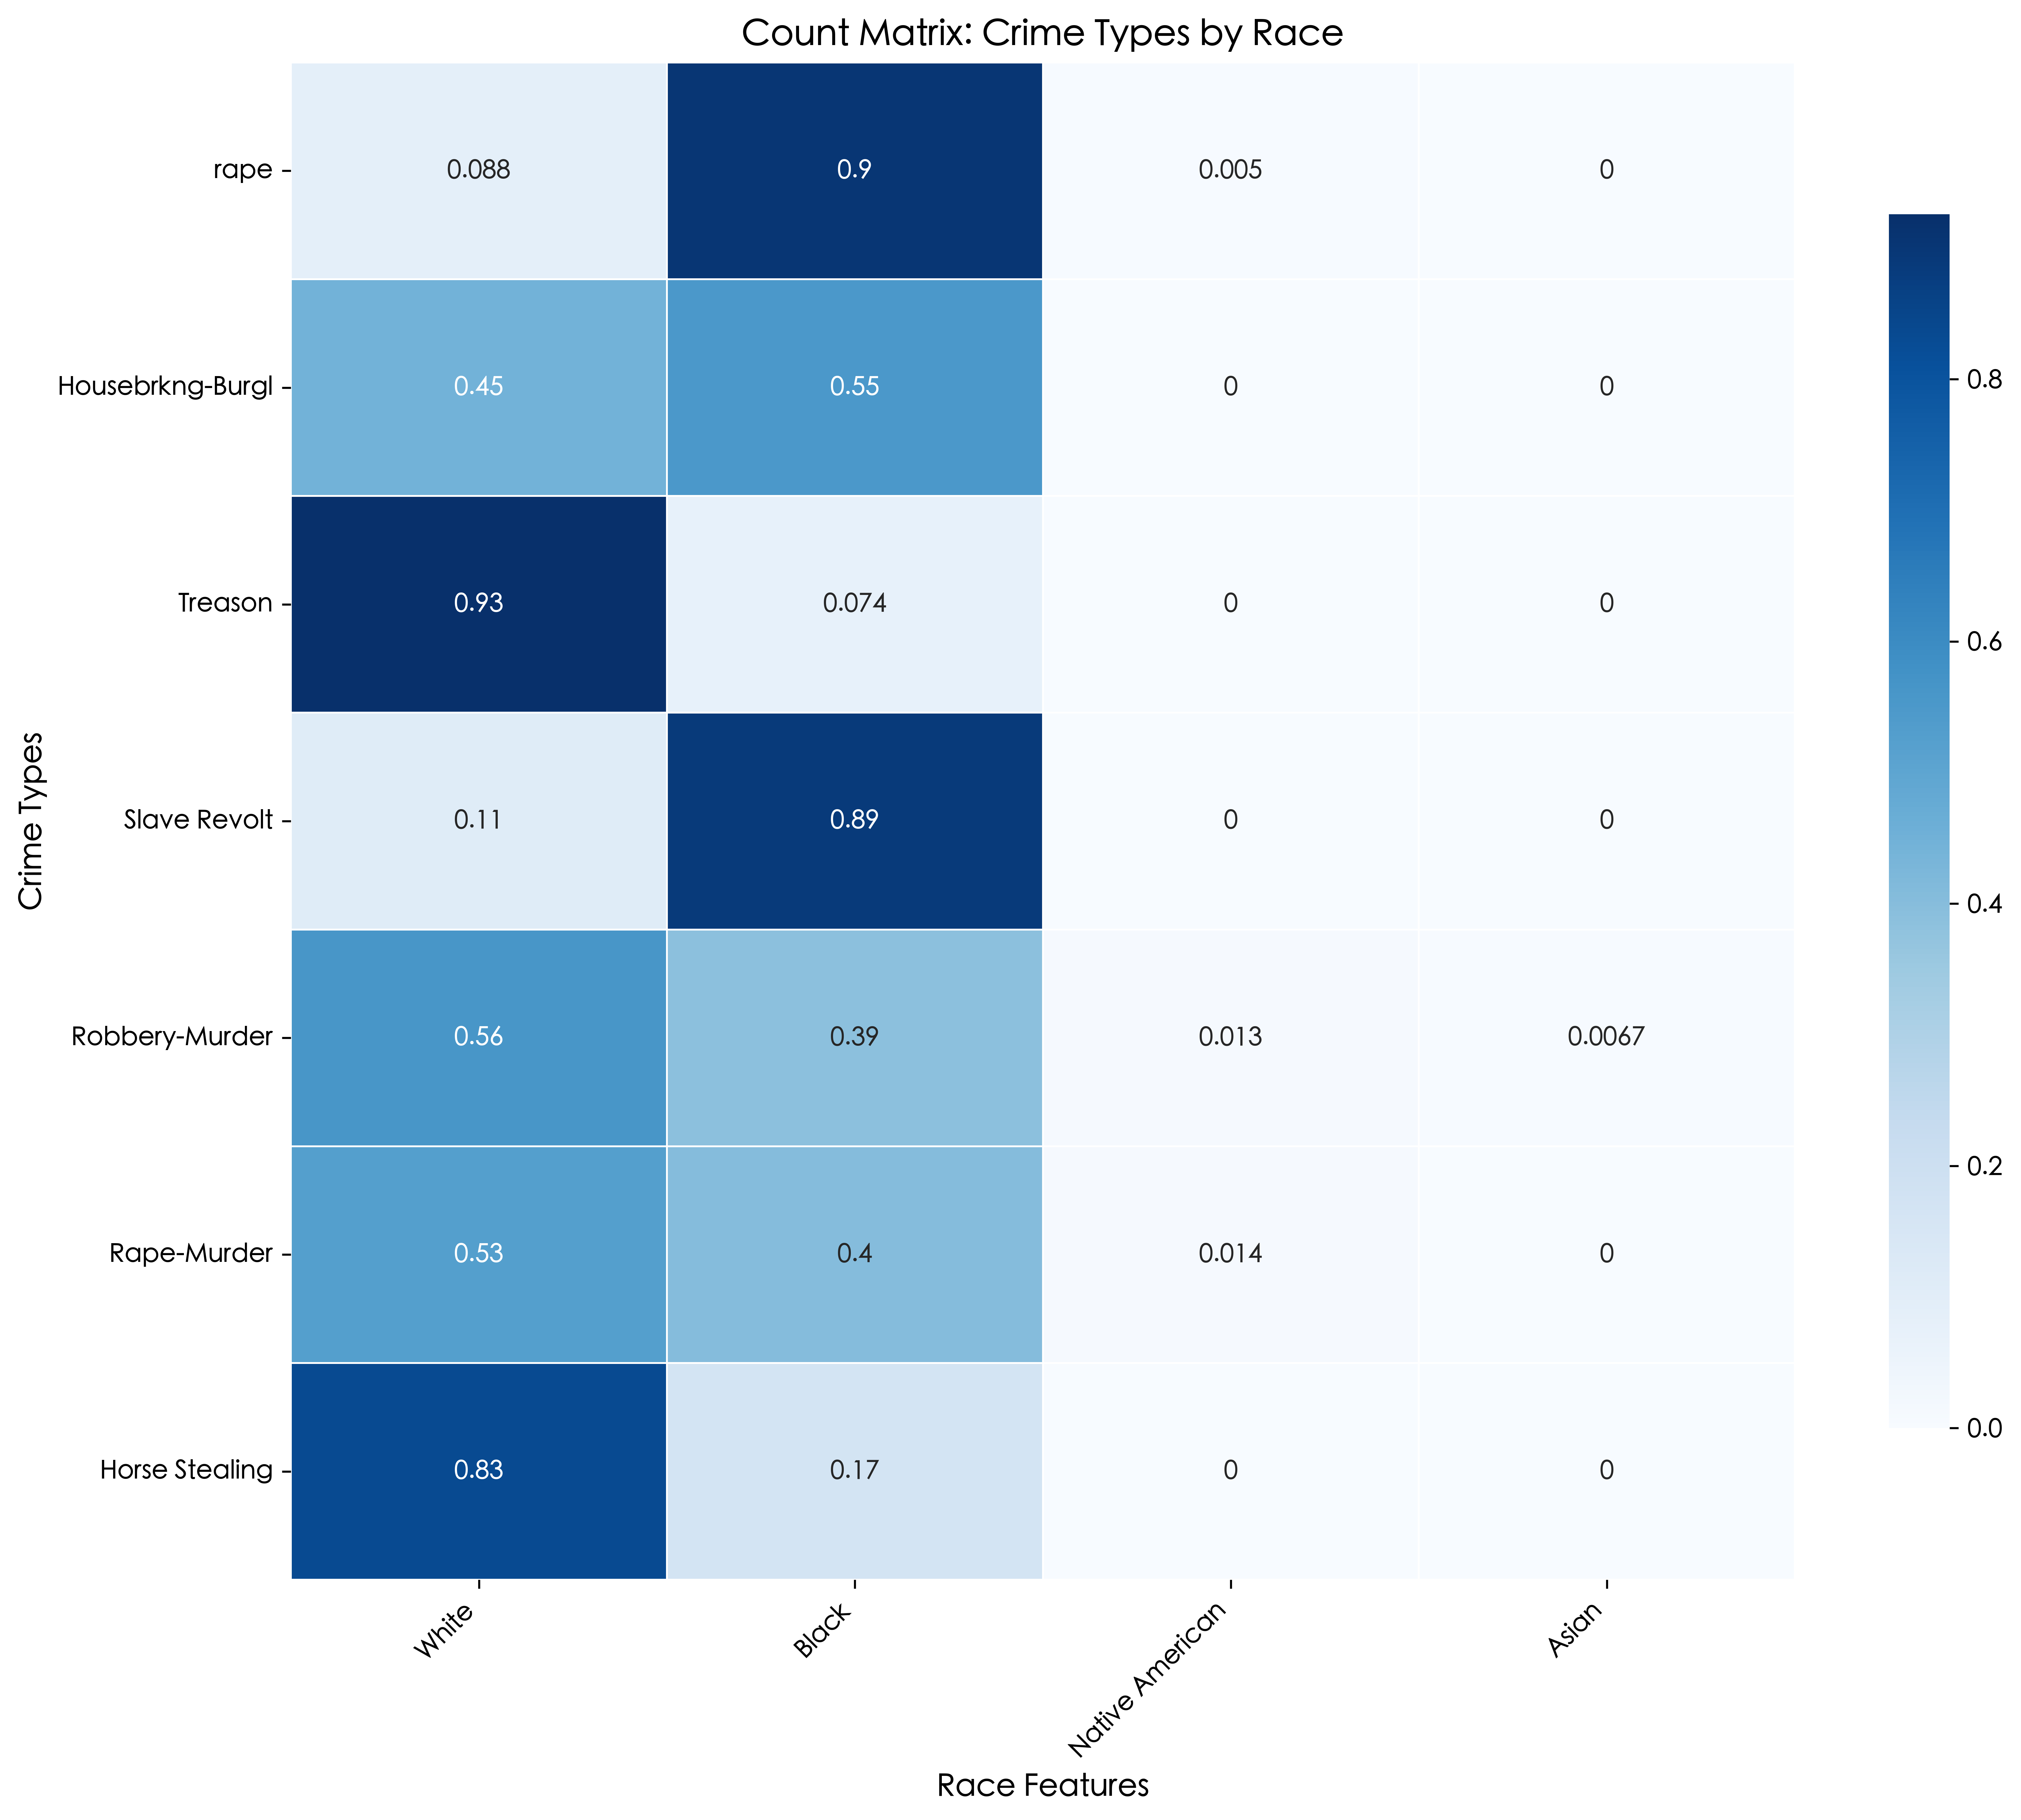 Count Matrix: Crime Types by Race
rape
0.088 0.9 0.005 0
Housebrkng-Burgl
0.45 0.55 0 0
Treason
0.93 0.074 0 0
Slave Revolt
0.11 0.89 0 0
Robbery-Murder
0.56 0.39 0.013 0.0067
Rape-Murder
0.53 0.4 0.014 0
Horse Stealing
0.83 0.17 0 0
Crime Types
White
Black
Native American
Asian
Race Features
0.8
0.6
0.4
0.2
0.0